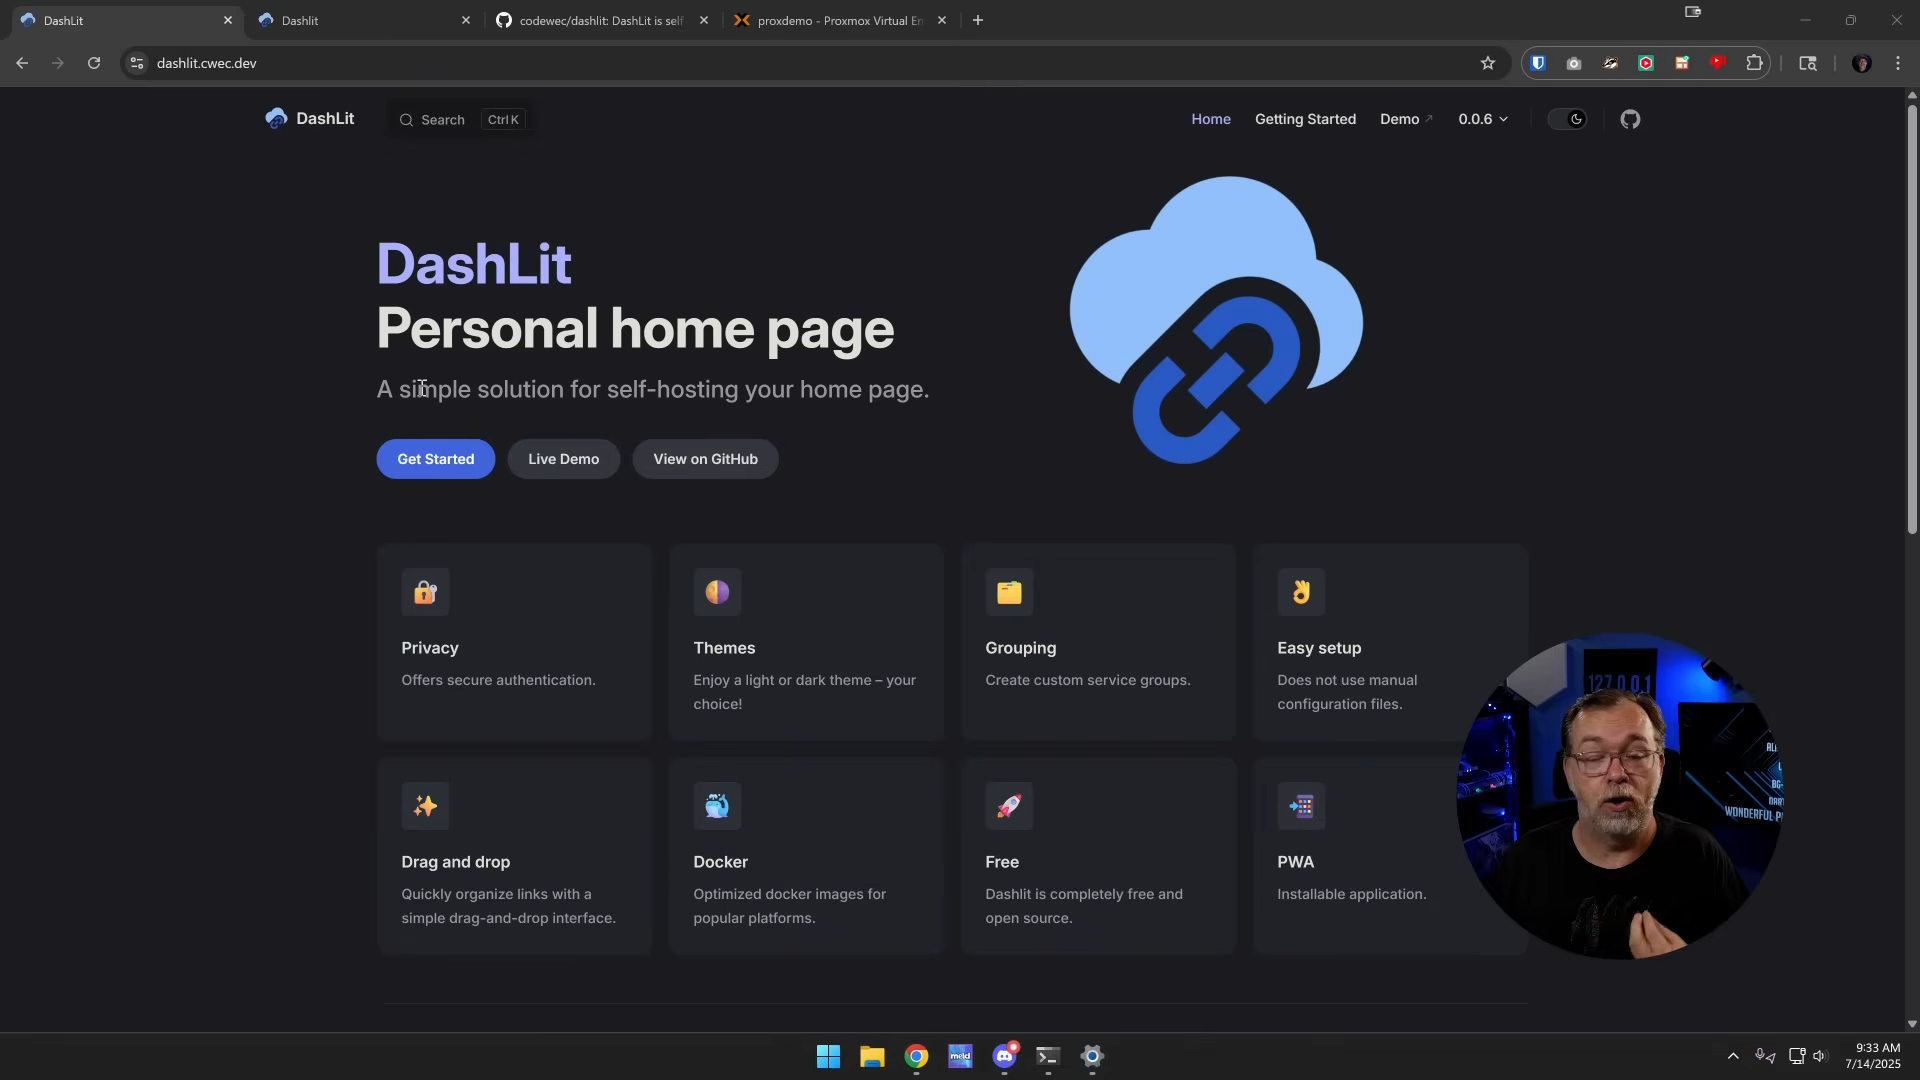 DashLit
Dashlit
codewec/dashlit: DashLit is self
proxdemo - Proxmox Virtual En
dashlit.cwec.dev
DashLit
Search
Ctrl K
Home
Getting Started
Demo
0.0.6
DashLit
Personal home page
A simple solution for self-hosting your home page.
Get Started
Live Demo
View on GitHub
Privacy
Offers secure authentication.
Themes
Enjoy a light or dark theme – your
choice!
Grouping
Create custom service groups.
Easy setup
Does not use manual
configuration files.
127.0.0.1
WONDERFUL
Drag and drop
Quickly organize links with a
simple drag-and-drop interface.
Docker
Optimized docker images for
popular platforms.
Free
Dashlit is completely free and
open source.
PWA
Installable application.
meld
9:33 AM
7/14/2025